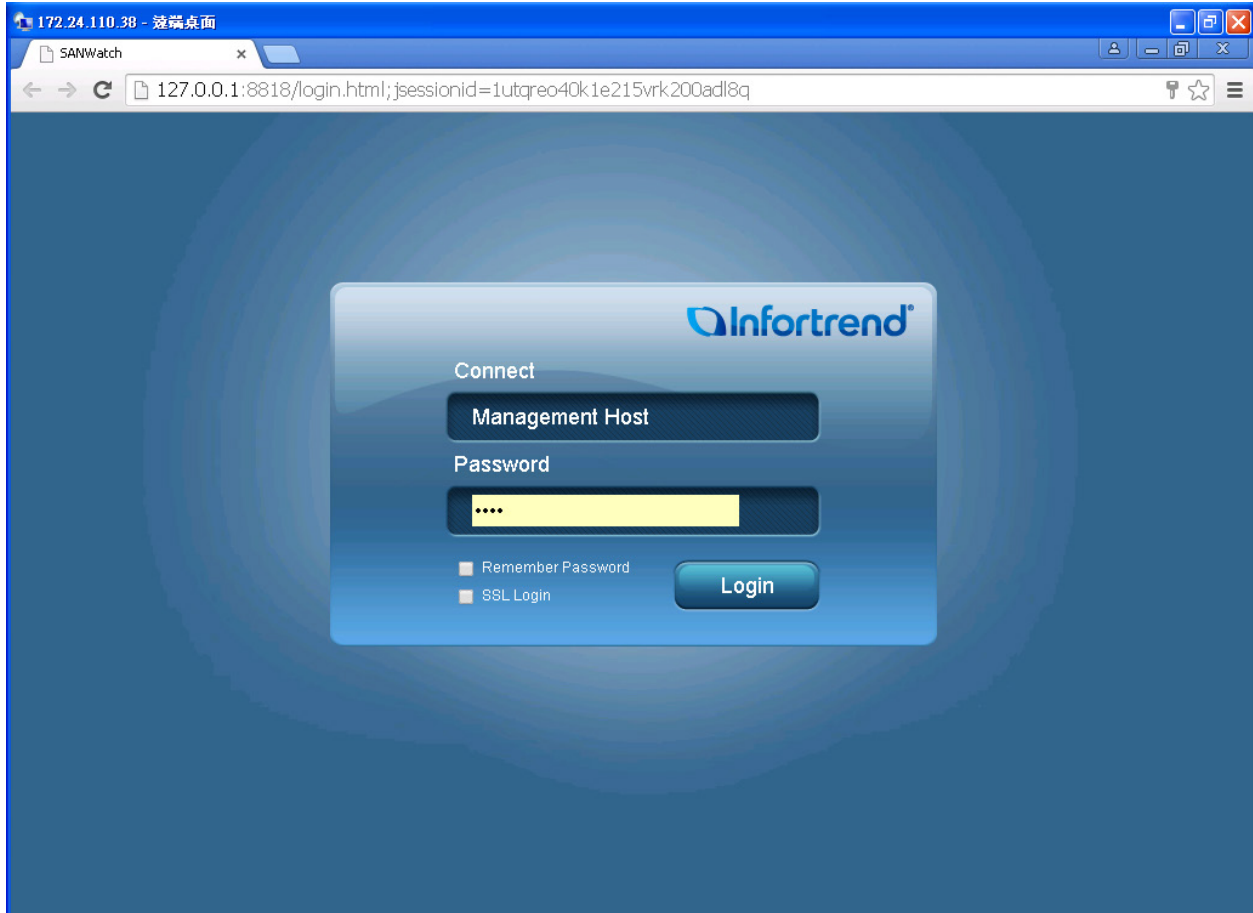 172.24.110.38 - 遠端桌面
SANWatch
127.0.0.1:8818/login.html;jsessionid=1utqreo40k1e215vrk200adl8q
Infortrend®
Connect
Management Host
Password
••••
Remember Password
SSL Login
Login